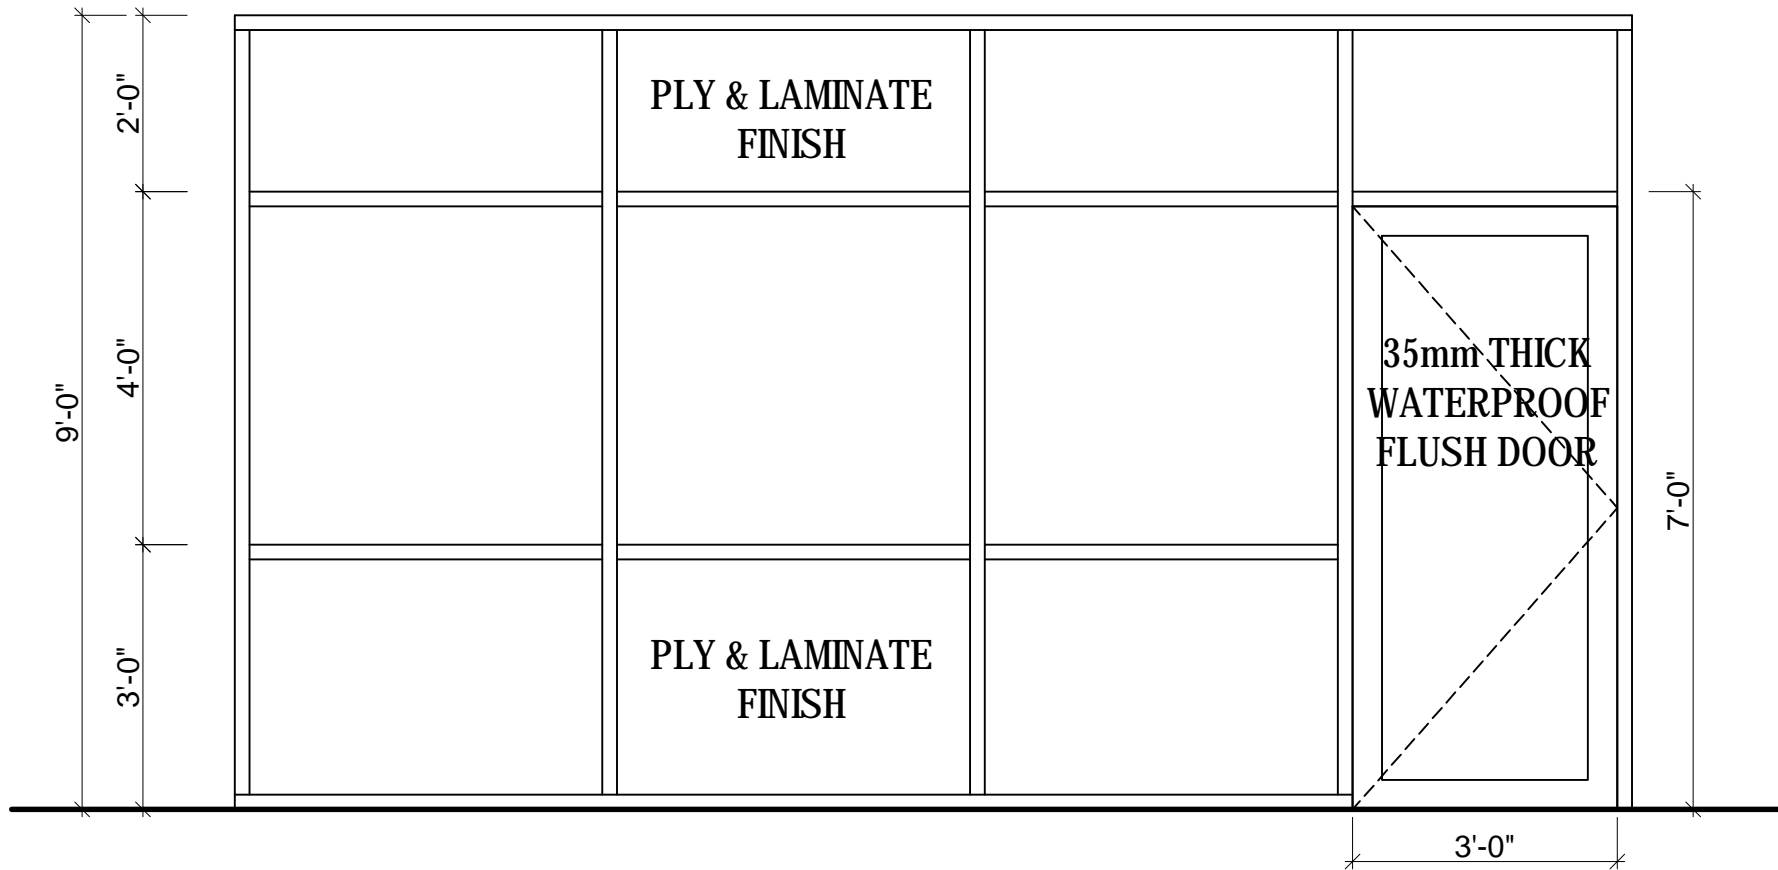 2'-0"
PLY & LAMINATE
FINISH
4'-0"
9'-0"
35mm THICK
WATERPROOF
FLUSH DOOR
7'-0"
3'-0"
PLY & LAMINATE
FINISH
3'-0"